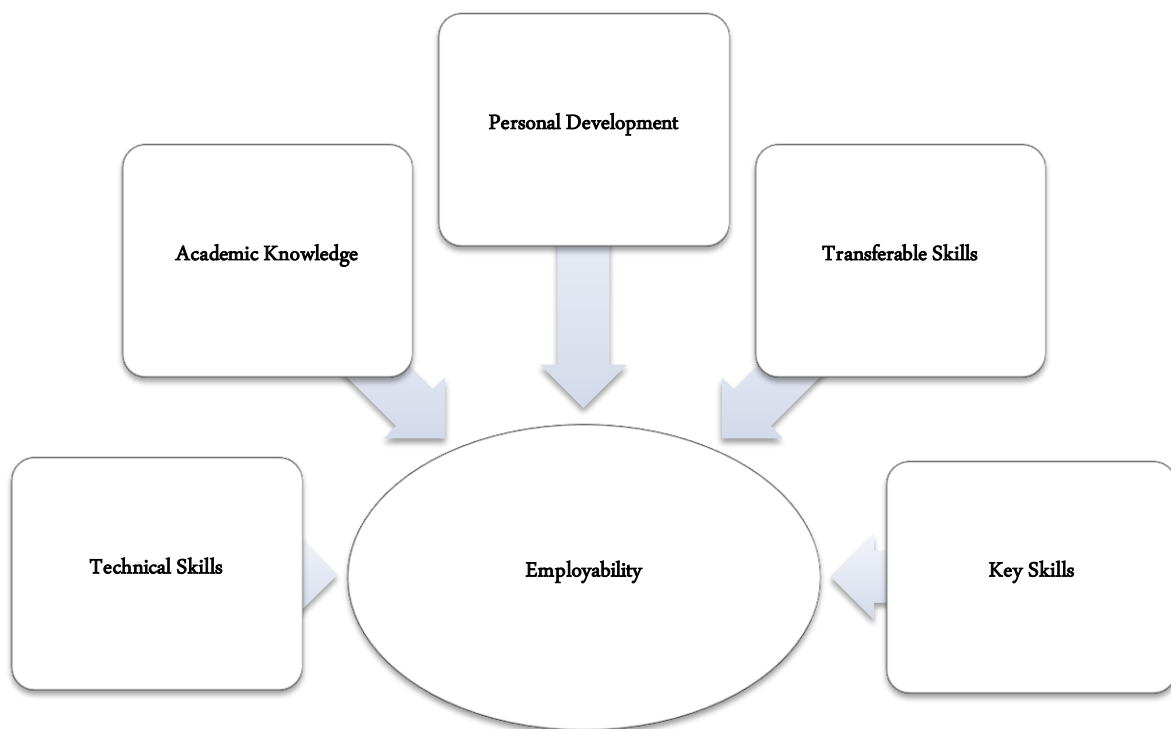 Personal Development
Academic Knowledge
Transferable Skills
Technical Skills
Employability
Key Skills